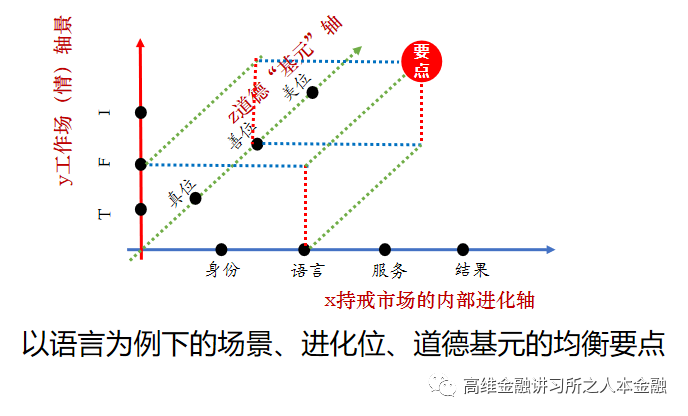 y工作场（情）轴景
I
F
T
z道德“基元”轴
真位
善位
美位
要
点
身份
语言
服务
结果
x持戒市场的内部进化轴
以语言为例下的场景、进化位、道德基元的均衡要点
高维金融讲习所之人本金融